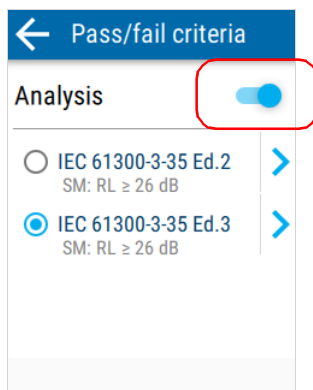 Pass/fail criteria
Analysis
IEC 61300-3-35 Ed.2
SM: RL ≥ 26 dB
IEC 61300-3-35 Ed.3
SM: RL ≥ 26 dB